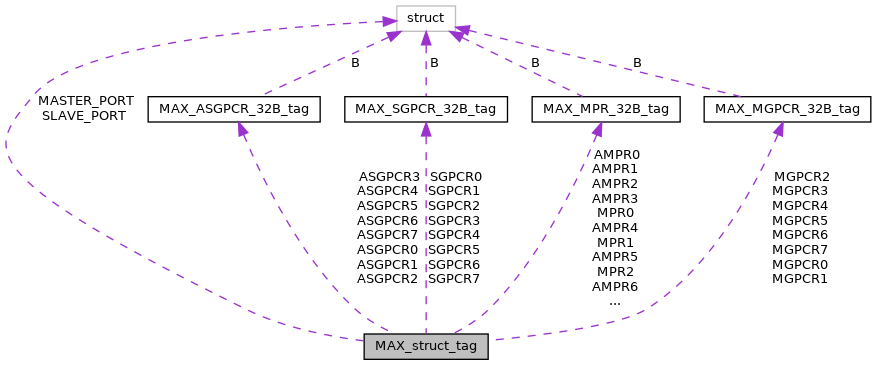 struct
B
B
B
B
MASTER_PORT
SLAVE_PORT
MAX_ASGPCR_32B_tag
MAX_SGPCR_32B_tag
MAX_MPR_32B_tag
MAX_MGPCR_32B_tag
ASGPCR3
ASGPCR4
ASGPCR5
ASGPCR6
ASGPCR7
ASGPCR0
ASGPCR1
ASGPCR2
SGPCR0
SGPCR1
SGPCR2
SGPCR3
SGPCR4
SGPCR5
SGPCR6
SGPCR7
AMPR0
AMPR1
AMPR2
AMPR3
MPR0
AMPR4
MPR1
AMPR5
MPR2
AMPR6
...
MGPCR2
MGPCR3
MGPCR4
MGPCR5
MGPCR6
MGPCR7
MGPCR0
MGPCR1
MAX_struct_tag